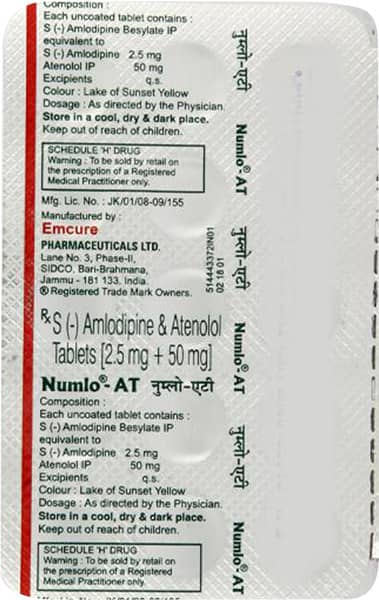 Composition :
Each uncoated tablet contains :
S (-) Amlodipine Besylate IP
equivalent to
S (-) Amlodipine 2.5 mg
Atenolol IP 50 mg
Excipients q.s.
Colour : Lake of Sunset Yellow
Dosage : As directed by the Physician.
Store in a cool, dry & dark place.
Keep out of reach of children.
SCHEDULE 'H' DRUG
Warning : To be sold by retail on
the prescription of a Registered
Medical Practitioner only.
Mfg. Lic. No. : JK/01/08-09/155
Manufactured by :
Emcure
PHARMACEUTICALS LTD.
Lane No. 3, Phase-II,
SIDCO, Bari-Brahmana,
Jammu - 181 133. India.
® Registered Trade Mark Owners.
514443372IN01
02 18 01
Rx S (-) Amlodipine & Atenolol
Tablets [2.5 mg + 50 mg]
Numlo®- AT नुम्लो-एटी
Composition :
Each uncoated tablet contains :
S (-) Amlodipine Besylate IP
equivalent to
S (-) Amlodipine 2.5 mg
Atenolol IP 50 mg
Excipients q.s.
Colour : Lake of Sunset Yellow
Dosage : As directed by the Physician.
Store in a cool, dry & dark place.
Keep out of reach of children.
SCHEDULE 'H' DRUG
Warning : To be sold by retail on
the prescription of a Registered
Medical Practitioner only.
नुम्लो-एटी
Numlo®- AT
नुम्लो-एटी
Numlo®- AT
नुम्लो-एटी
Numlo®- AT